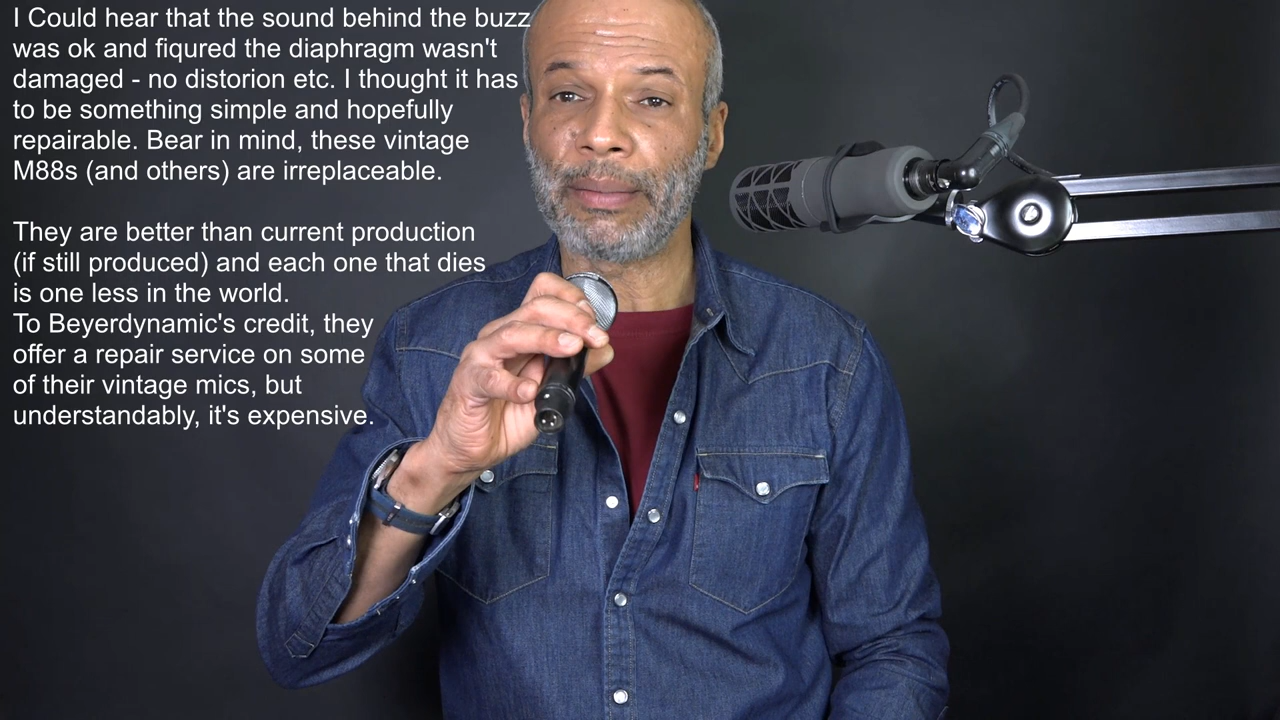 I Could hear that the sound behind the buzz
was ok and fiqured the diaphragm wasn't
damaged - no distorion etc. I thought it has
to be something simple and hopefully
repairable. Bear in mind, these vintage
M88s (and others) are irreplaceable.
They are better than current production
(if still produced) and each one that dies
is one less in the world.
To Beyerdynamic's credit, they
offer a repair service on some
of their vintage mics, but
understandably, it's expensive.